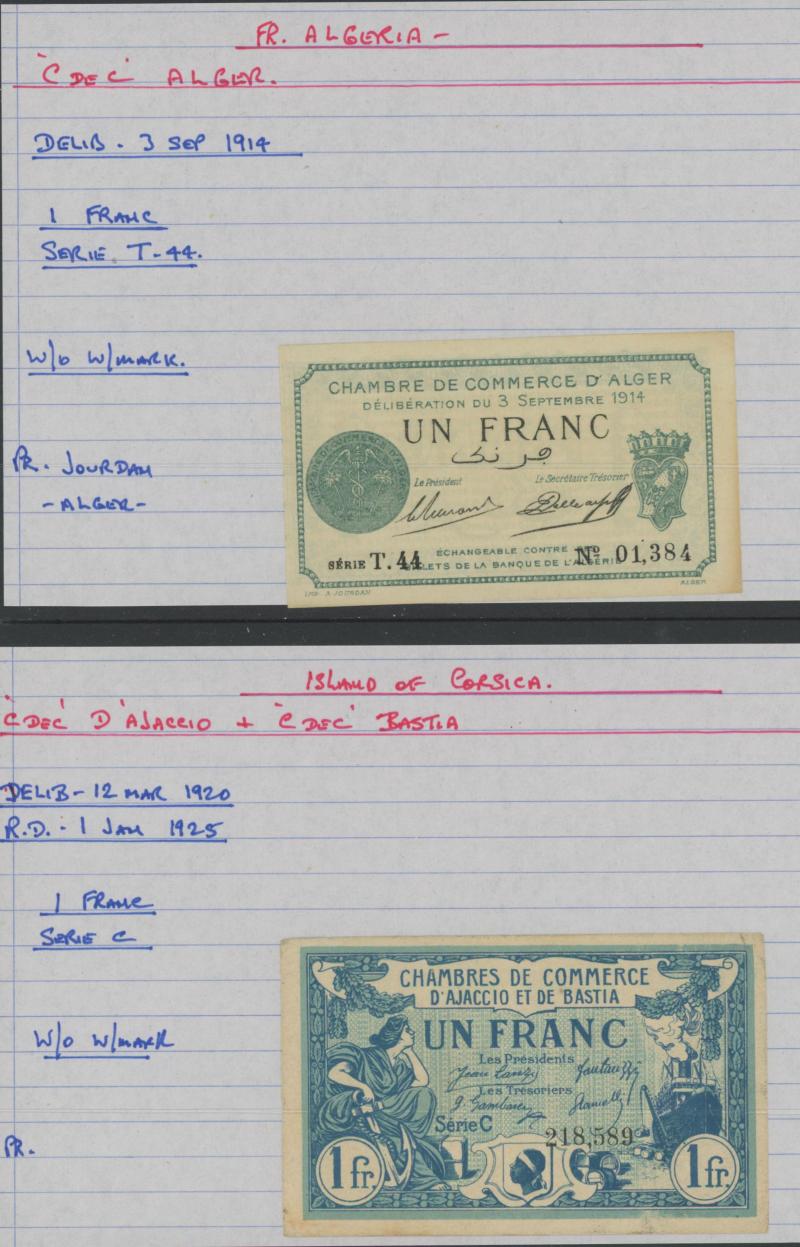 FR. ALGERIA -
'C DE C' ALGER.
DELIB - 3 SEP 1914
1 FRANC
SERIE T-44.
W/O W/MARK.
PR. JOURDAN
- ALGER -
CHAMBRE DE COMMERCE D'ALGER
DÉLIBÉRATION DU 3 SEPTEMBRE 1914
UN FRANC
فرنك
Le Président
Le Secrétaire Trésorier
SÉRIE T.44
ÉCHANGEABLE CONTRE
BILLETS DE LA BANQUE DE L'ALGÉRIE
Nº 01,384
IMP. A. JOURDAN
ALGER
ISLAND OF CORSICA.
'C DE C' D'AJACCIO + 'C DE C' BASTIA
DELIB - 12 MAR 1920
R.D. - 1 JAN 1925
1 FRANC
SERIE C
W/O W/MARK
PR.
CHAMBRES DE COMMERCE
D'AJACCIO ET DE BASTIA
UN FRANC
Les Présidents
Les Trésoriers
Série C
218,589
1 fr.
1 fr.